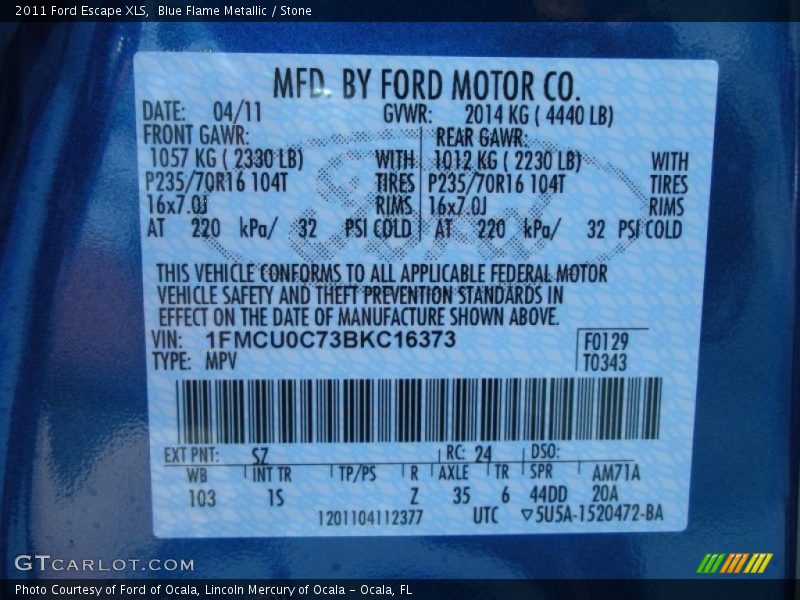 2011 Ford Escape XLS,  Blue Flame Metallic / Stone
MFD. BY FORD MOTOR CO.
DATE: 04/11 GVWR: 2014 KG ( 4440 LB)
FRONT GAWR: REAR GAWR:
1057 KG ( 2330 LB) WITH 1012 KG ( 2230 LB) WITH
P235/70R16 104T TIRES P235/70R16 104T TIRES
16x7.0J RIMS 16x7.0J RIMS
AT 220 kPa/ 32 PSI COLD AT 220 kPa/ 32 PSI COLD
THIS VEHICLE CONFORMS TO ALL APPLICABLE FEDERAL MOTOR
VEHICLE SAFETY AND THEFT PREVENTION STANDARDS IN
EFFECT ON THE DATE OF MANUFACTURE SHOWN ABOVE.
VIN: 1FMCU0C73BKC16373 F0129
TYPE: MPV T0343
EXT PNT: SZ RC: 24 DSO:
WB INT TR TP/PS R AXLE TR SPR AM71A
103 1S Z 35 6 44DD 20A
1201104112377 UTC ▽5U5A-1520472-BA
GTCARLOT.COM
Photo Courtesy of Ford of Ocala, Lincoln Mercury of Ocala – Ocala, FL